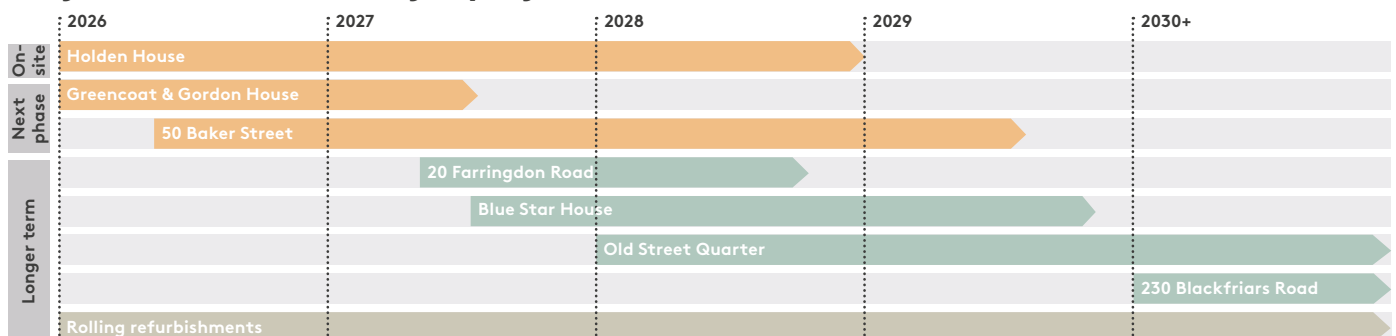 2026 2027 2028 2029 2030+
On-
site
Holden House
Next
phase
Greencoat & Gordon House
50 Baker Street
Longer term
20 Farringdon Road
Blue Star House
Old Street Quarter
230 Blackfriars Road
Rolling refurbishments